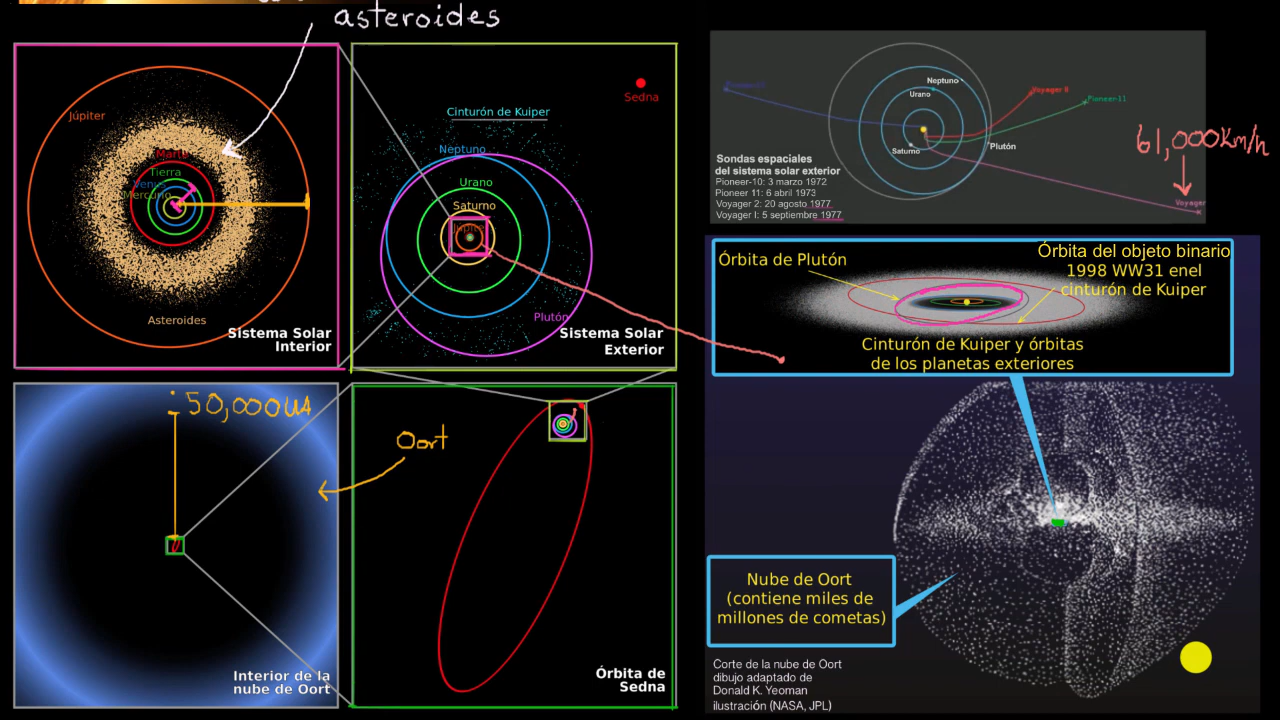 asteroides
Júpiter
Marte
Tierra
Venus
Mercurio
Asteroides
Sistema Solar
Interior
Sedna
Cinturón de Kuiper
Neptuno
Urano
Saturno
Júpiter
Plutón
Sistema Solar
Exterior
Neptuno
Urano
Saturno
Plutón
Voyager II
Pioneer-11
Voyager
61,000Km/h
Sondas espaciales
del sistema solar exterior
Pioneer-10: 3 marzo 1972
Pioneer 11: 6 abril 1973
Voyager 2: 20 agosto 1977
Voyager I: 5 septiembre 1977
Órbita de Plutón
Órbita del objeto binario
1998 WW31 enel
cinturón de Kuiper
Cinturón de Kuiper y órbitas
de los planetas exteriores
50,000UA
Oort
Interior de la
nube de Oort
Órbita de
Sedna
Nube de Oort
(contiene miles de
millones de cometas)
Corte de la nube de Oort
dibujo adaptado de
Donald K. Yeoman
ilustración (NASA, JPL)